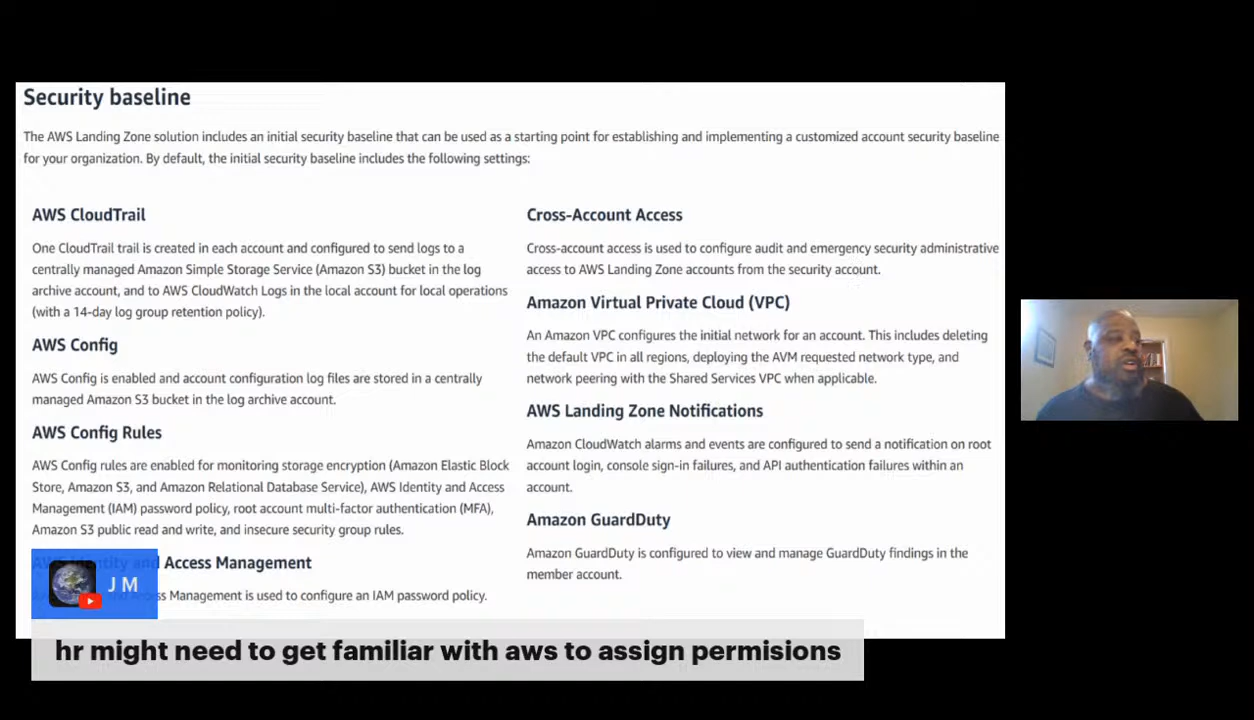 Security baseline
The AWS Landing Zone solution includes an initial security baseline that can be used as a starting point for establishing and implementing a customized account security baseline
for your organization. By default, the initial security baseline includes the following settings:
AWS CloudTrail
One CloudTrail trail is created in each account and configured to send logs to a
centrally managed Amazon Simple Storage Service (Amazon S3) bucket in the log
archive account, and to AWS CloudWatch Logs in the local account for local operations
(with a 14-day log group retention policy).
AWS Config
AWS Config is enabled and account configuration log files are stored in a centrally
managed Amazon S3 bucket in the log archive account.
AWS Config Rules
AWS Config rules are enabled for monitoring storage encryption (Amazon Elastic Block
Store, Amazon S3, and Amazon Relational Database Service), AWS Identity and Access
Management (IAM) password policy, root account multi-factor authentication (MFA),
Amazon S3 public read and write, and insecure security group rules.
AWS Identity and Access Management
Access Management is used to configure an IAM password policy.
Cross-Account Access
Cross-account access is used to configure audit and emergency security administrative
access to AWS Landing Zone accounts from the security account.
Amazon Virtual Private Cloud (VPC)
An Amazon VPC configures the initial network for an account. This includes deleting
the default VPC in all regions, deploying the AVM requested network type, and
network peering with the Shared Services VPC when applicable.
AWS Landing Zone Notifications
Amazon CloudWatch alarms and events are configured to send a notification on root
account login, console sign-in failures, and API authentication failures within an
account.
Amazon GuardDuty
Amazon GuardDuty is configured to view and manage GuardDuty findings in the
member account.
J M
hr might need to get familiar with aws to assign permisions